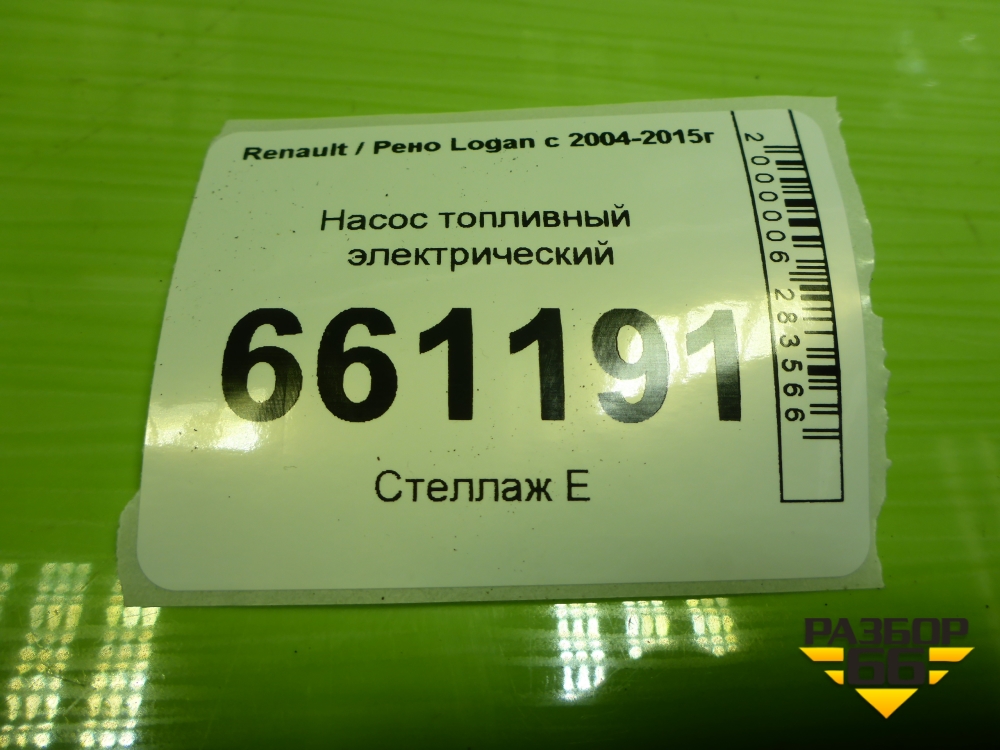 Renault / Рено Logan с 2004-2015г
Насос топливный
электрический
661191
Стеллаж Е
2000006283566
РАЗБОР
66